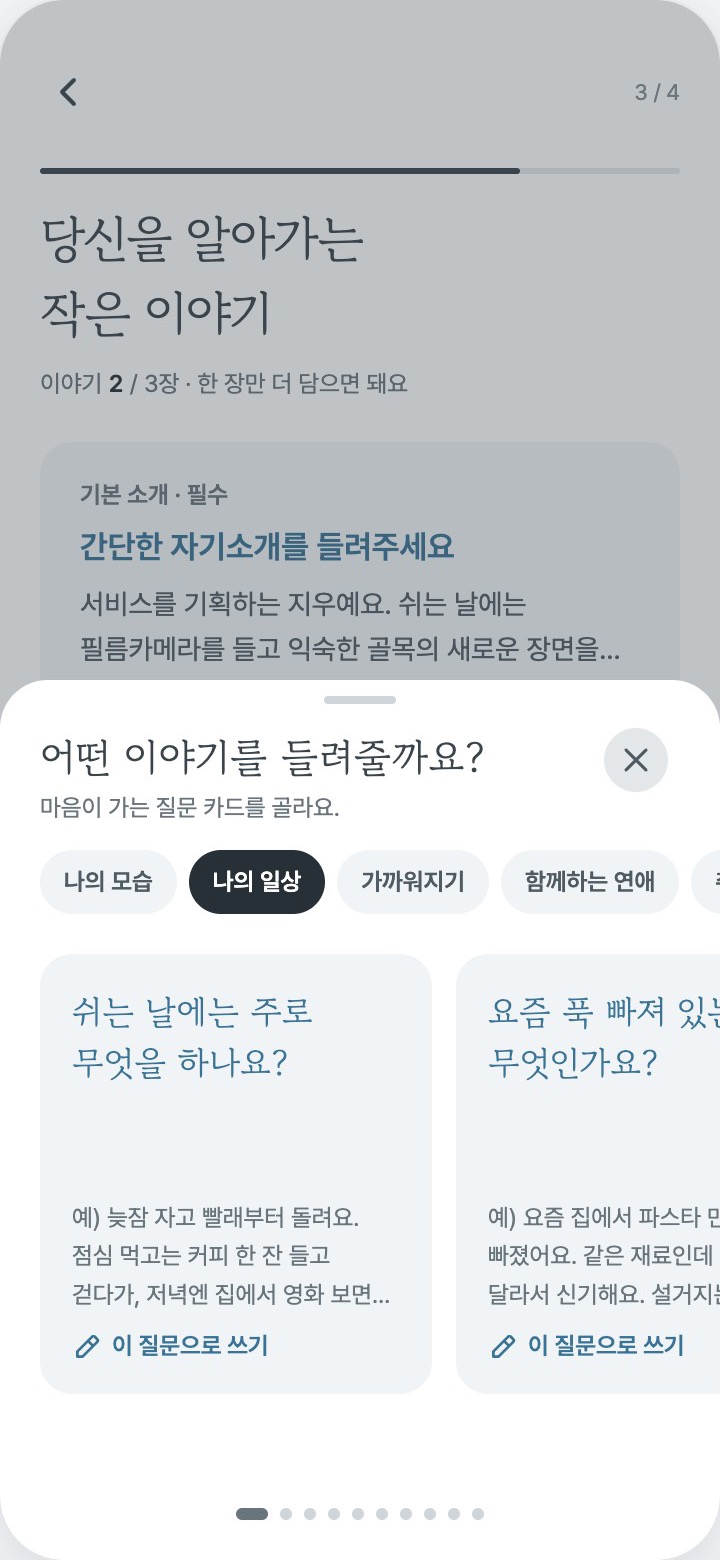 3 / 4
당신을 알아가는
작은 이야기
이야기 2 / 3장 · 한 장만 더 담으면 돼요
기본 소개 · 필수
간단한 자기소개를 들려주세요
서비스를 기획하는 지우예요. 쉬는 날에는
필름카메라를 들고 익숙한 골목의 새로운 장면을...
어떤 이야기를 들려줄까요?
마음이 가는 질문 카드를 골라요.
나의 모습 나의 일상 가까워지기 함께하는 연애
쉬는 날에는 주로
무엇을 하나요?
예) 늦잠 자고 빨래부터 돌려요.
점심 먹고는 커피 한 잔 들고
걷다가, 저녁엔 집에서 영화 보면...
이 질문으로 쓰기
요즘 푹 빠져
무엇인가요?
예) 요즘 집에서 파스타
빠졌어요. 같은 재료인데
달라서 신기해요.
이 질문으로 쓰기